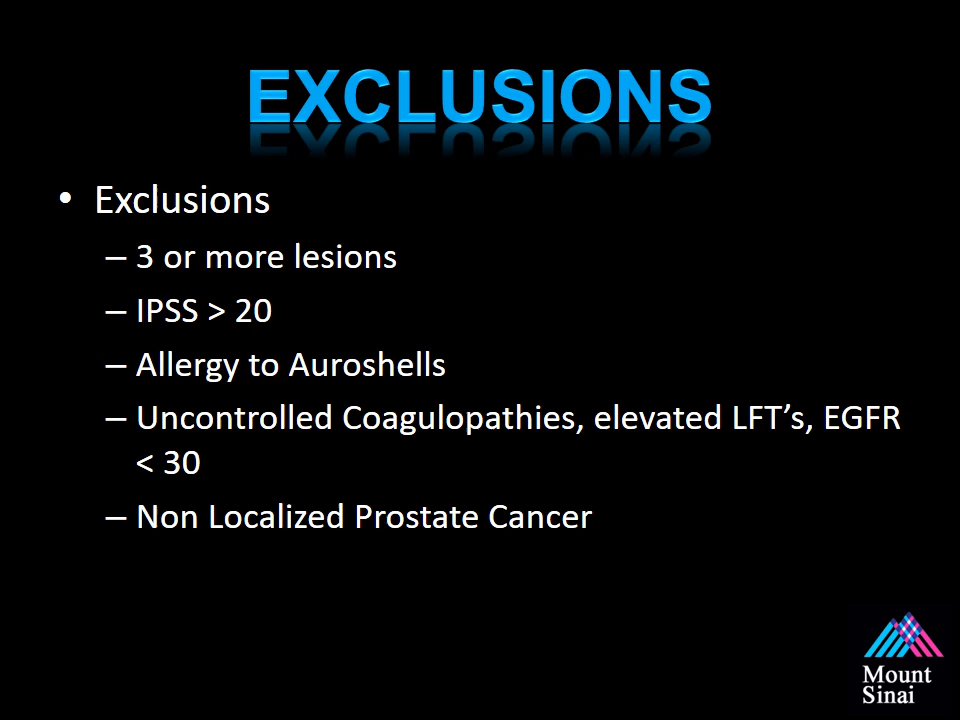 EXCLUSIONS
• Exclusions
– 3 or more lesions
– IPSS > 20
– Allergy to Auroshells
– Uncontrolled Coagulopathies, elevated LFT’s, EGFR
< 30
– Non Localized Prostate Cancer
Mount
Sinai